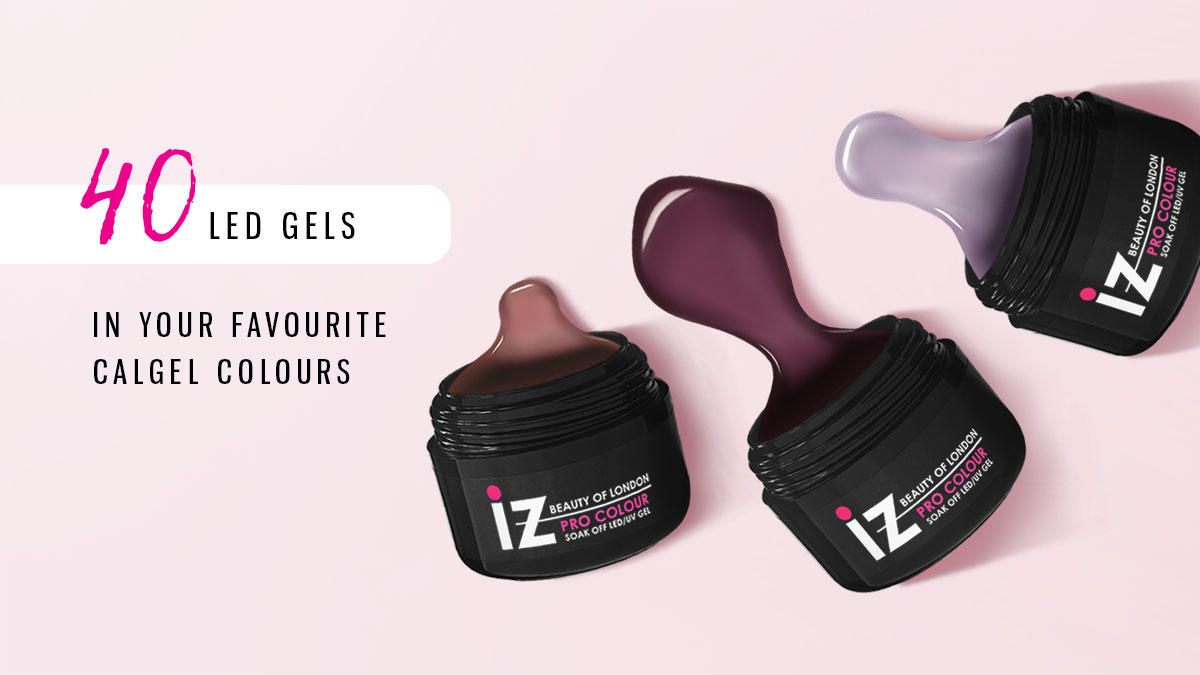 40 LED GELS
IN YOUR FAVOURITE
CALGEL COLOURS
iZ BEAUTY OF LONDON
PRO COLOUR
SOAK OFF LED/UV GEL
iZ BEAUTY OF LONDON
PRO COLOUR
SOAK OFF LED/UV GEL
iZ BEAUTY OF LONDON
PRO COLOUR
SOAK OFF LED/UV GEL